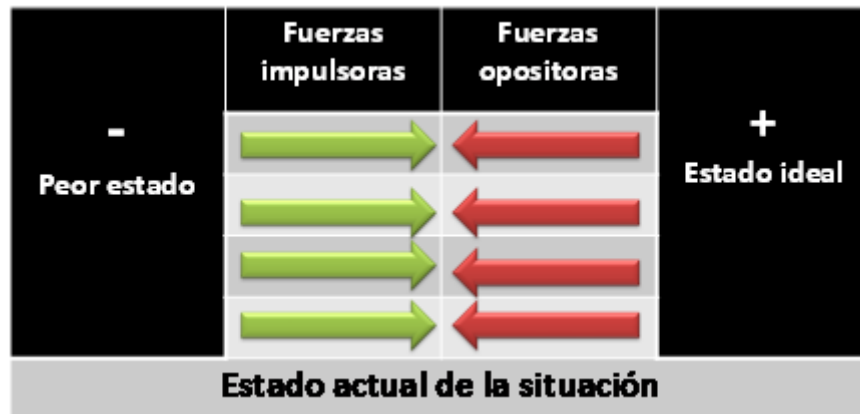 Fuerzas
impulsoras
Fuerzas
opositoras
-
Peor estado
+
Estado ideal
Estado actual de la situación